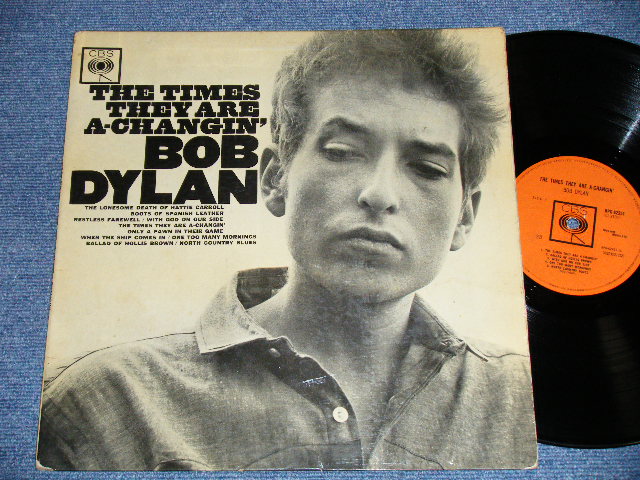 CBS
THE TIMES
THEY ARE
A-CHANGIN'
BOB
DYLAN
THE LONESOME DEATH OF HATTIE CARROLL
BOOTS OF SPANISH LEATHER
RESTLESS FAREWELL / WITH GOD ON OUR SIDE
THE TIMES THEY ARE A-CHANGIN'
ONLY A PAWN IN THEIR GAME
WHEN THE SHIP COMES IN / ONE TOO MANY MORNINGS
BALLAD OF HOLLIS BROWN / NORTH COUNTRY BLUES
THE TIMES THEY ARE A-CHANGIN'
BOB DYLAN
CBS